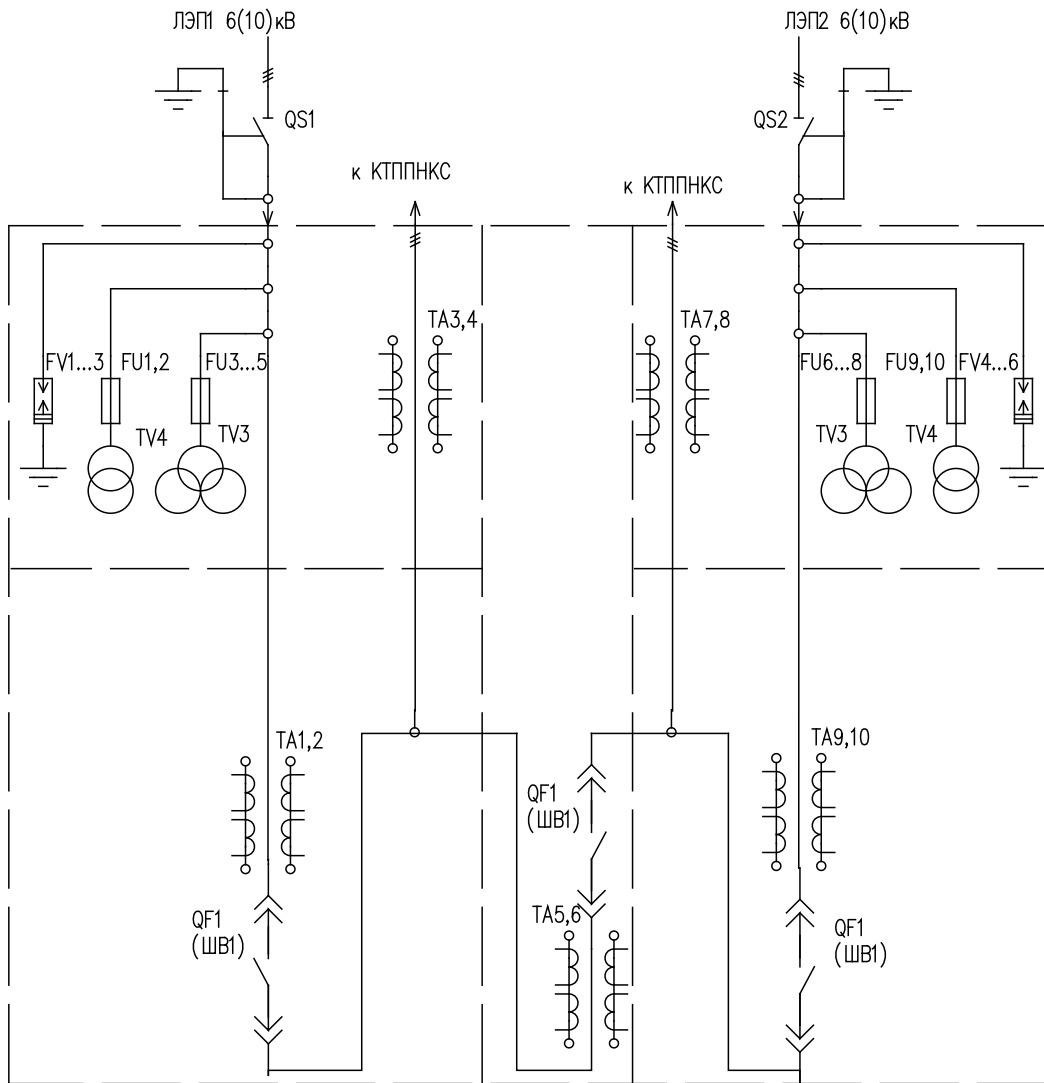 ЛЭП1 6(10)кВ
ЛЭП2 6(10)кВ
QS1
QS2
к КТППНКС
к КТППНКС
TA3,4
TA7,8
FV1...3
FU1,2
FU3...5
FU6...8
FU9,10
FV4...6
TV4
TV3
TV3
TV4
TA1,2
TA9,10
QF1
(ШВ1)
TA5,6
QF1
(ШВ1)
QF1
(ШВ1)